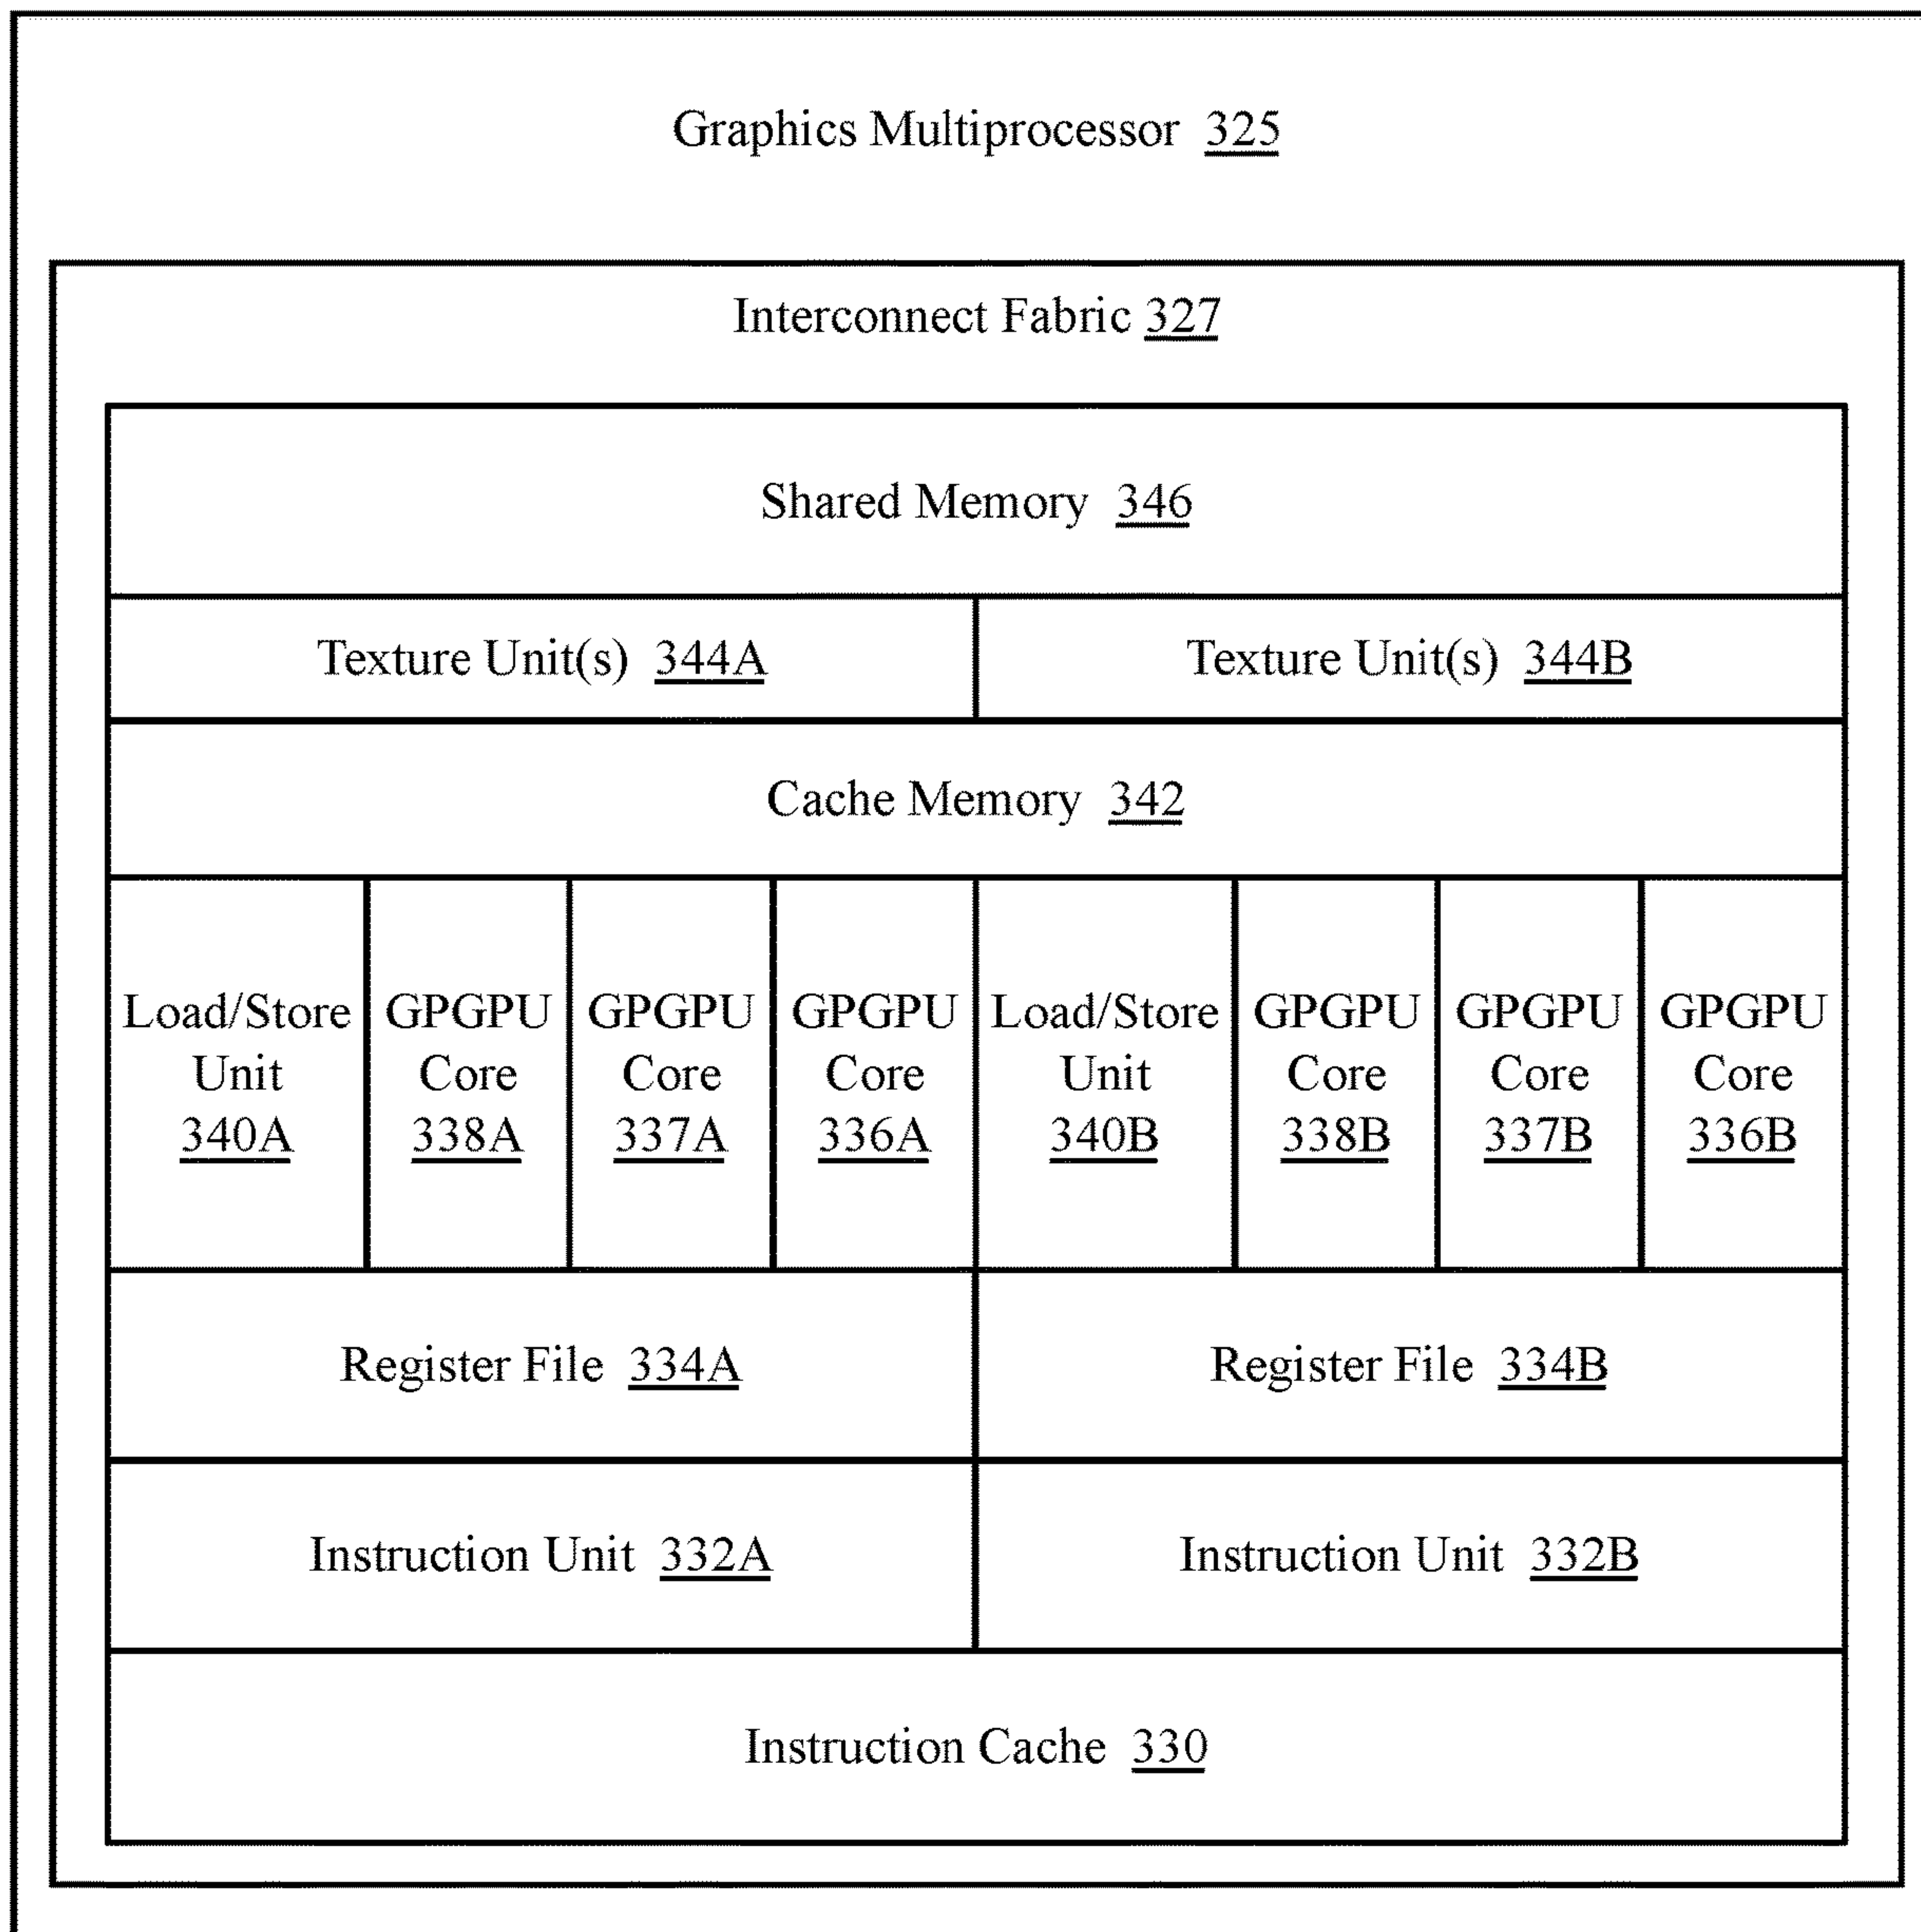 Graphics Multiprocessor 325
Interconnect Fabric 327
Shared Memory 346
Texture Unit(s) 344A
Texture Unit(s) 344B
Cache Memory 342
Load/Store
Unit
340A
GPGPU
Core
338A
GPGPU
Core
337A
GPGPU
Core
336A
Load/Store
Unit
340B
GPGPU
Core
338B
GPGPU
Core
337B
GPGPU
Core
336B
Register File 334A
Register File 334B
Instruction Unit 332A
Instruction Unit 332B
Instruction Cache 330